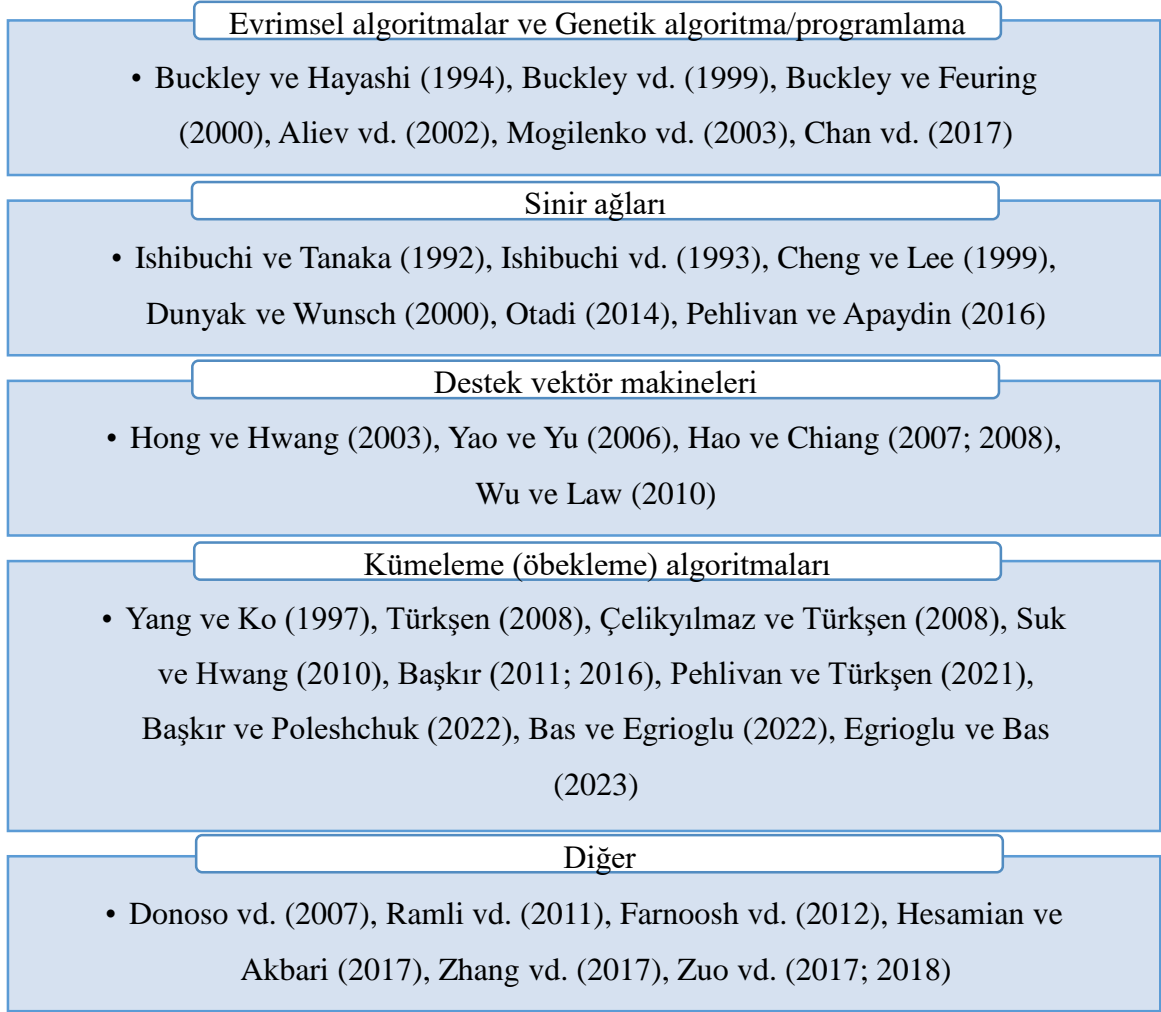 Evrimsel algoritmalar ve Genetik algoritma/programlama
• Buckley ve Hayashi (1994), Buckley vd. (1999), Buckley ve Feuring
(2000), Aliev vd. (2002), Mogilenko vd. (2003), Chan vd. (2017)
Sinir ağları
• Ishibuchi ve Tanaka (1992), Ishibuchi vd. (1993), Cheng ve Lee (1999),
Dunyak ve Wunsch (2000), Otadi (2014), Pehlivan ve Apaydin (2016)
Destek vektör makineleri
• Hong ve Hwang (2003), Yao ve Yu (2006), Hao ve Chiang (2007; 2008),
Wu ve Law (2010)
Kümeleme (öbekleme) algoritmaları
• Yang ve Ko (1997), Türkşen (2008), Çelikyılmaz ve Türkşen (2008), Suk
ve Hwang (2010), Başkır (2011; 2016), Pehlivan ve Türkşen (2021),
Başkır ve Poleshchuk (2022), Bas ve Egrioglu (2022), Egrioglu ve Bas
(2023)
Diğer
• Donoso vd. (2007), Ramli vd. (2011), Farnoosh vd. (2012), Hesamian ve
Akbari (2017), Zhang vd. (2017), Zuo vd. (2017; 2018)